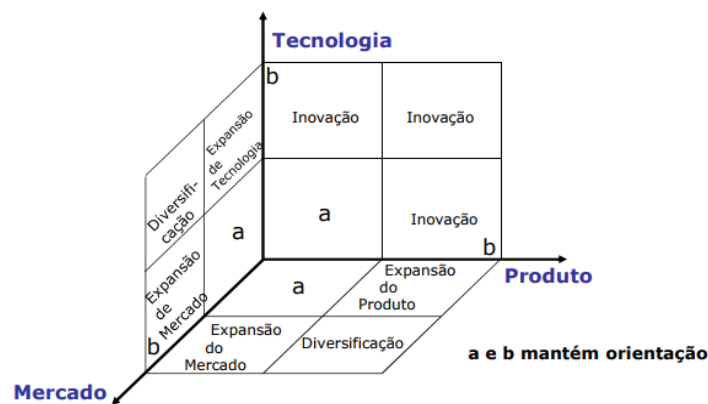 Tecnologia
b
Inovação
Inovação
Expansão
de
Tecnologia
Diversifi-
cação
a
a
Inovação
b
Expansão
de
Mercado
b
a
Expansão
do
Produto
Produto
Expansão
do
Mercado
Diversificação
a e b mantém orientação
Mercado